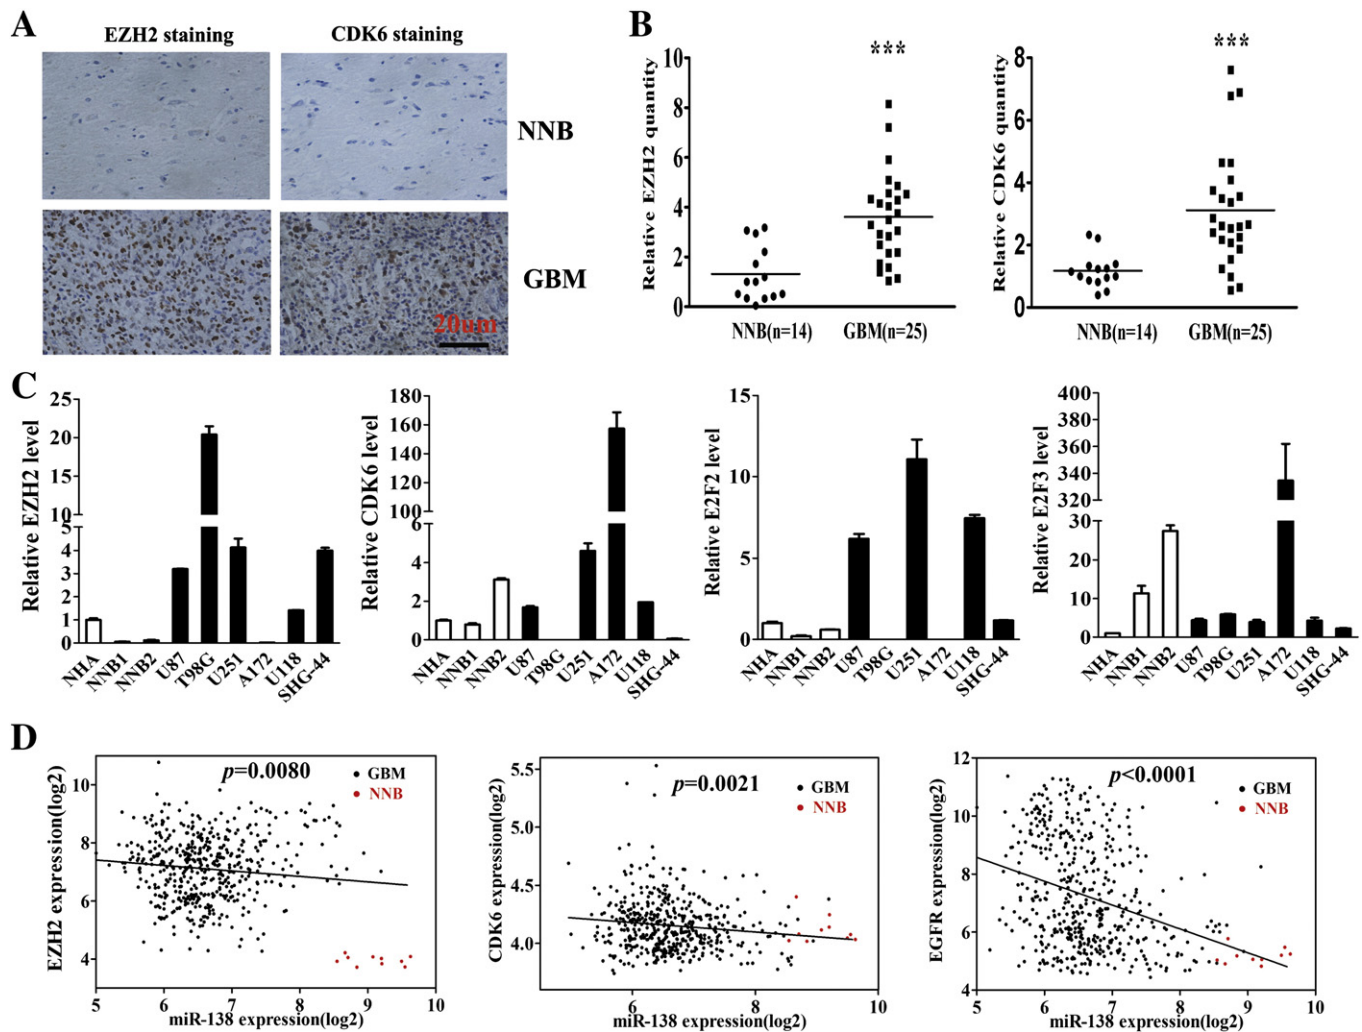 A
EZH2 staining
CDK6 staining
NNB
GBM
20um
B
Relative EZH2 quantity
10
8
6
4
2
0
***
NNB(n=14)
GBM(n=25)
Relative CDK6 quantity
8
6
4
2
0
***
NNB(n=14)
GBM(n=25)
C
Relative EZH2 level
25
20
15
10
5
4
3
2
1
0
NHA
NNB1
NNB2
U87
T98G
U251
A172
U118
SHG-44
Relative CDK6 level
180
160
140
120
100
6
4
2
0
NHA
NNB1
NNB2
U87
T98G
U251
A172
U118
SHG-44
Relative E2F2 level
15
10
5
0
NHA
NNB1
NNB2
U87
T98G
U251
A172
U118
SHG-44
Relative E2F3 level
400
380
360
340
320
30
20
10
0
NHA
NNB1
NNB2
U87
T98G
U251
A172
U118
SHG-44
D
EZH2 expression(log2)
10
8
6
4
p=0.0080
GBM
NNB
5
6
7
8
9
10
miR-138 expression(log2)
CDK6 expression(log2)
5.5
5.0
4.5
4.0
p=0.0021
GBM
NNB
6
8
10
miR-138 expression(log2)
EGFR expression(log2)
12
10
8
6
4
p<0.0001
GBM
NNB
5
6
7
8
9
10
miR-138 expression(log2)